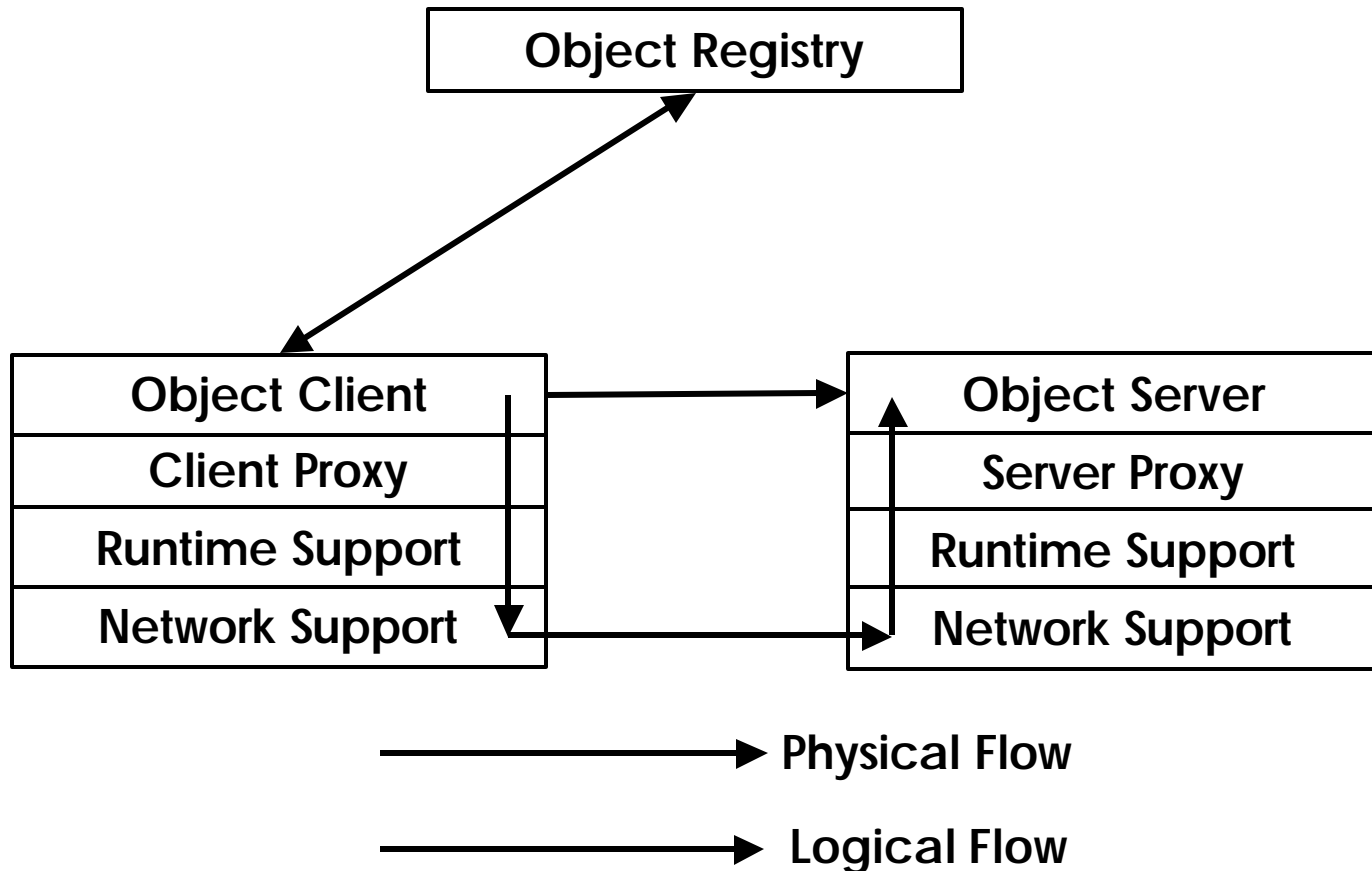 Object Registry
Object Client
Client Proxy
Runtime Support
Network Support
Object Server
Server Proxy
Runtime Support
Network Support
Physical Flow
Logical Flow